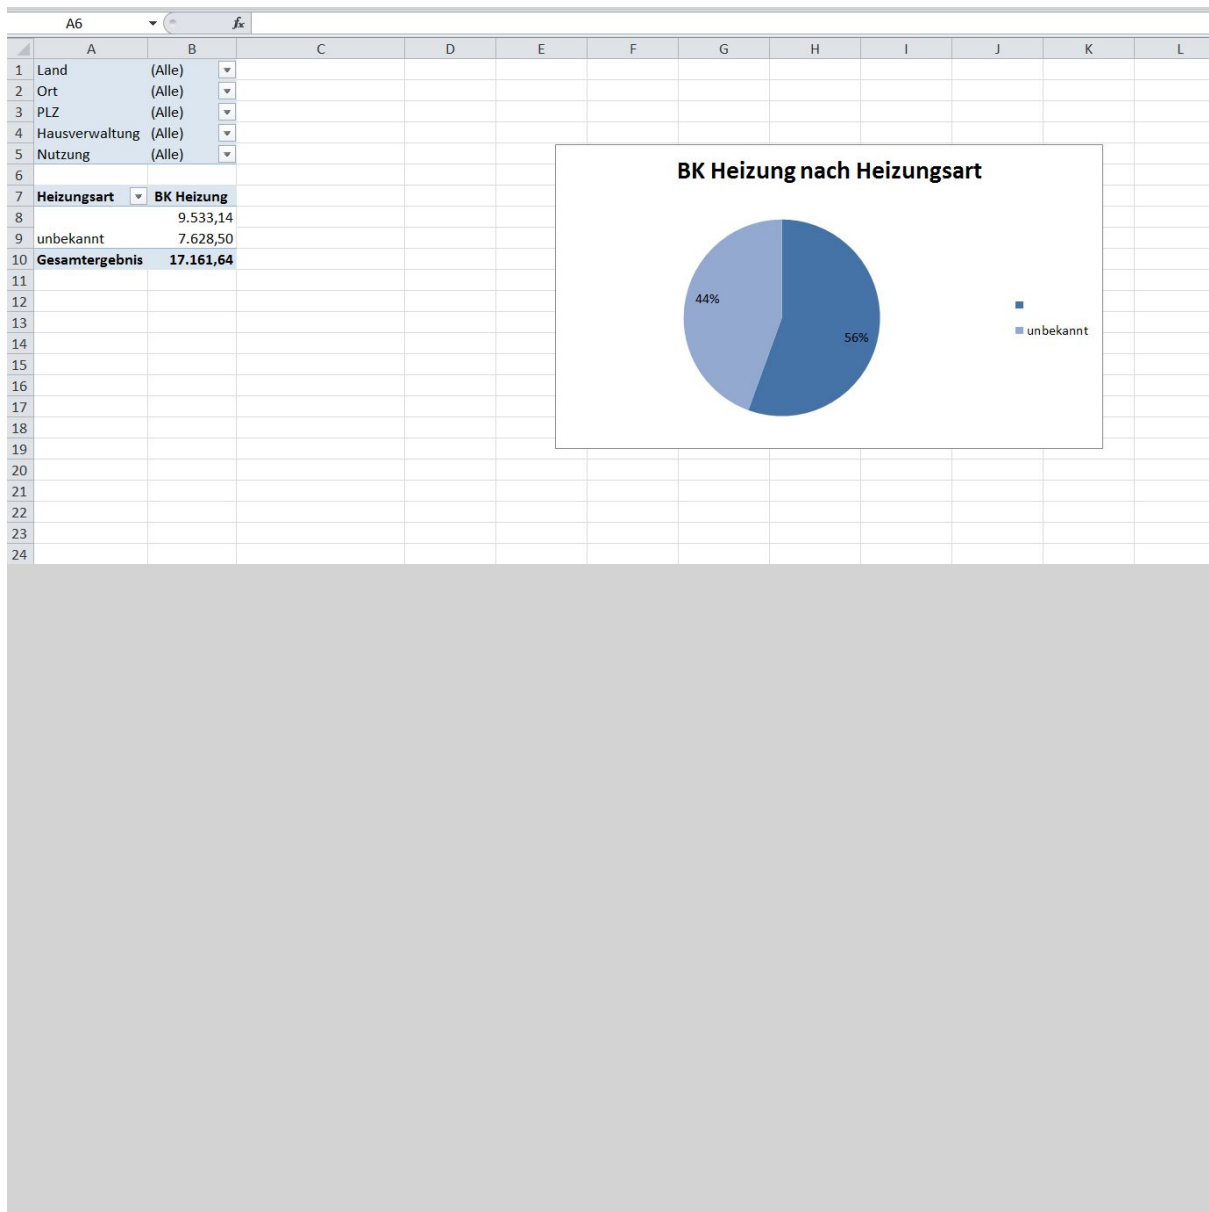 A6 fx
A B C D E F G H I J K L
1 Land (Alle)
2 Ort (Alle)
3 PLZ (Alle)
4 Hausverwaltung (Alle)
5 Nutzung (Alle)
6
7 Heizungsart BK Heizung
8 9.533,14
9 unbekannt 7.628,50
10 Gesamtergebnis 17.161,64
11
12
13
14
15
16
17
18
19
20
21
22
23
24
BK Heizung nach Heizungsart
44%
56%
unbekannt